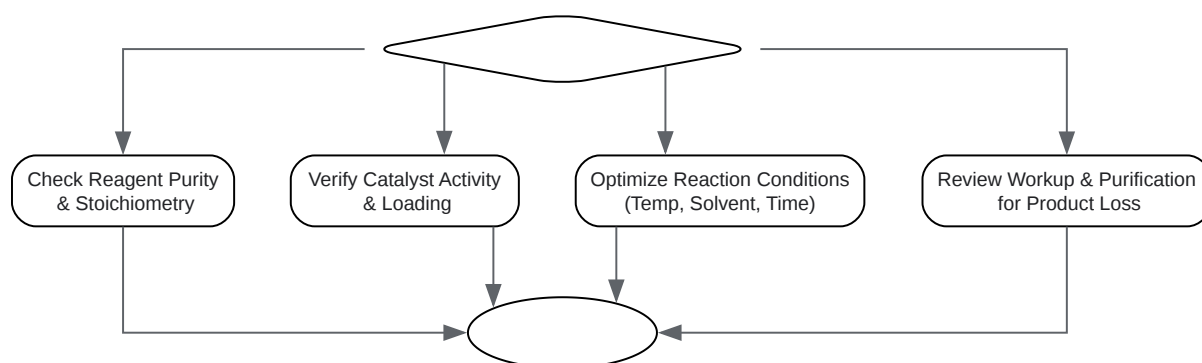 Check Reagent Purity
& Stoichiometry
Verify Catalyst Activity
& Loading
Optimize Reaction Conditions
(Temp, Solvent, Time)
Review Workup & Purification
for Product Loss